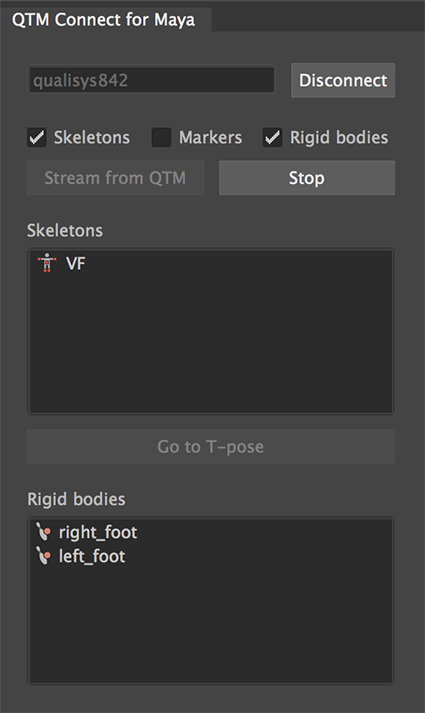 QTM Connect for Maya
qualisys842 Disconnect
Skeletons Markers Rigid bodies
Stream from QTM Stop
Skeletons
VF
Go to T-pose
Rigid bodies
right_foot
left_foot